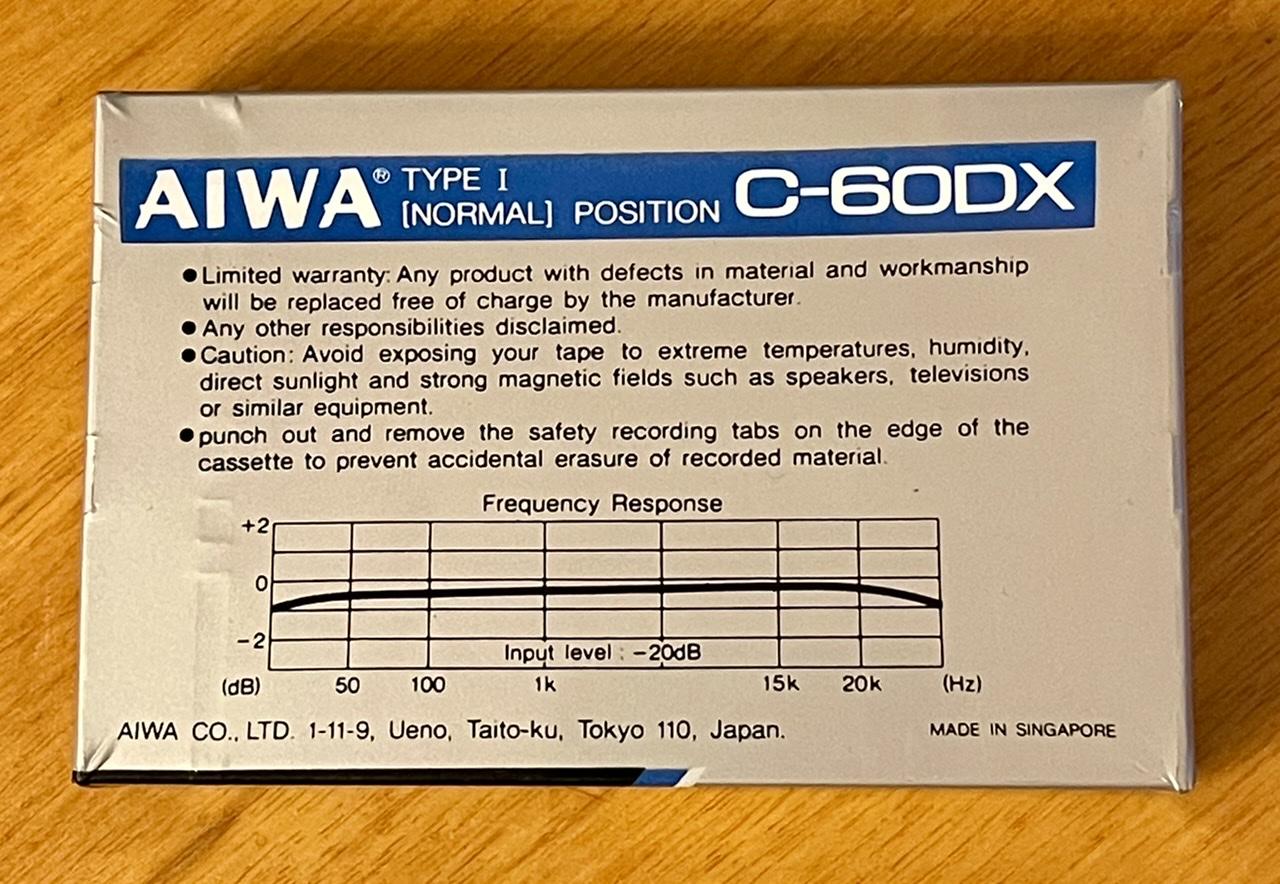 AIWA® TYPE I [NORMAL] POSITION C-60DX
●Limited warranty: Any product with defects in material and workmanship
will be replaced free of charge by the manufacturer.
●Any other responsibilities disclaimed.
●Caution: Avoid exposing your tape to extreme temperatures, humidity,
direct sunlight and strong magnetic fields such as speakers, televisions
or similar equipment.
●punch out and remove the safety recording tabs on the edge of the
cassette to prevent accidental erasure of recorded material.
Frequency Response
+2
0
-2
Input level : -20dB
(dB) 50 100 1k 15k 20k (Hz)
AIWA CO., LTD. 1-11-9, Ueno, Taito-ku, Tokyo 110, Japan. MADE IN SINGAPORE